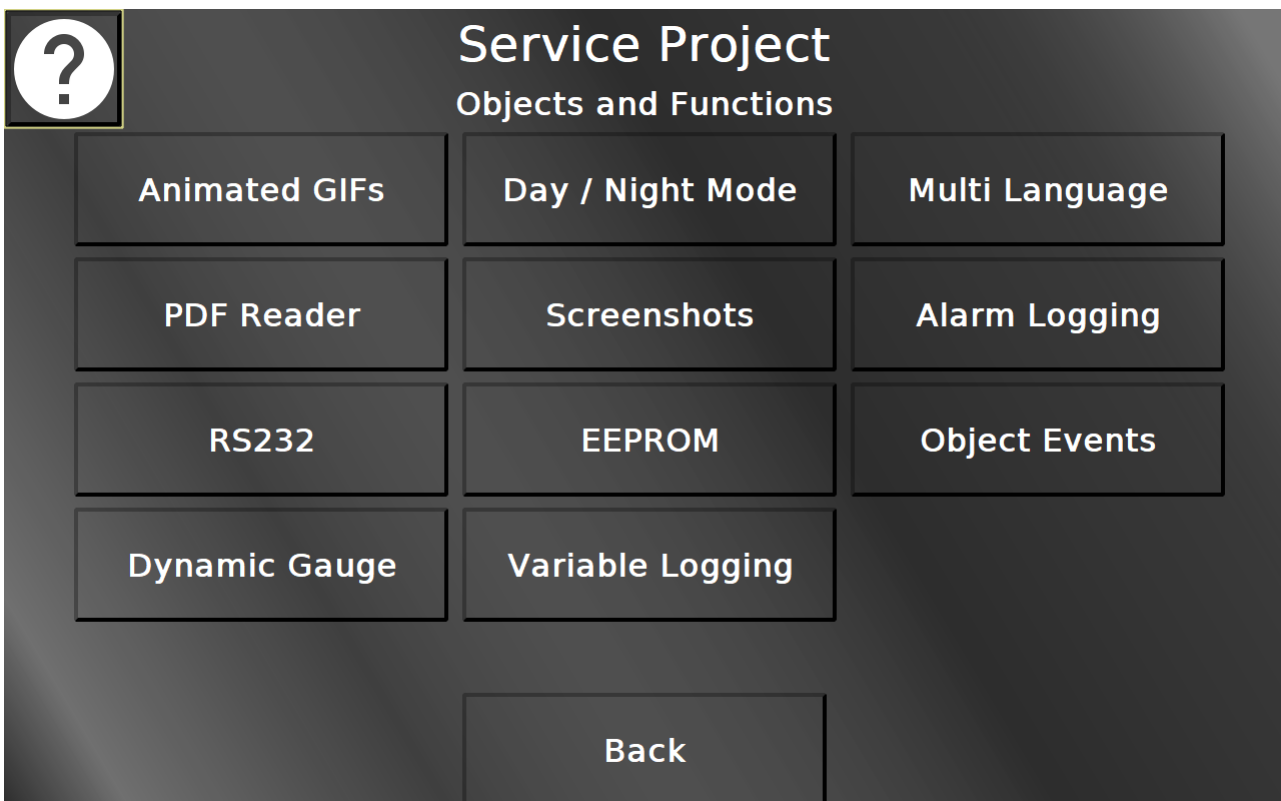 ?
Service Project
Objects and Functions
Animated GIFs
Day / Night Mode
Multi Language
PDF Reader
Screenshots
Alarm Logging
RS232
EEPROM
Object Events
Dynamic Gauge
Variable Logging
Back